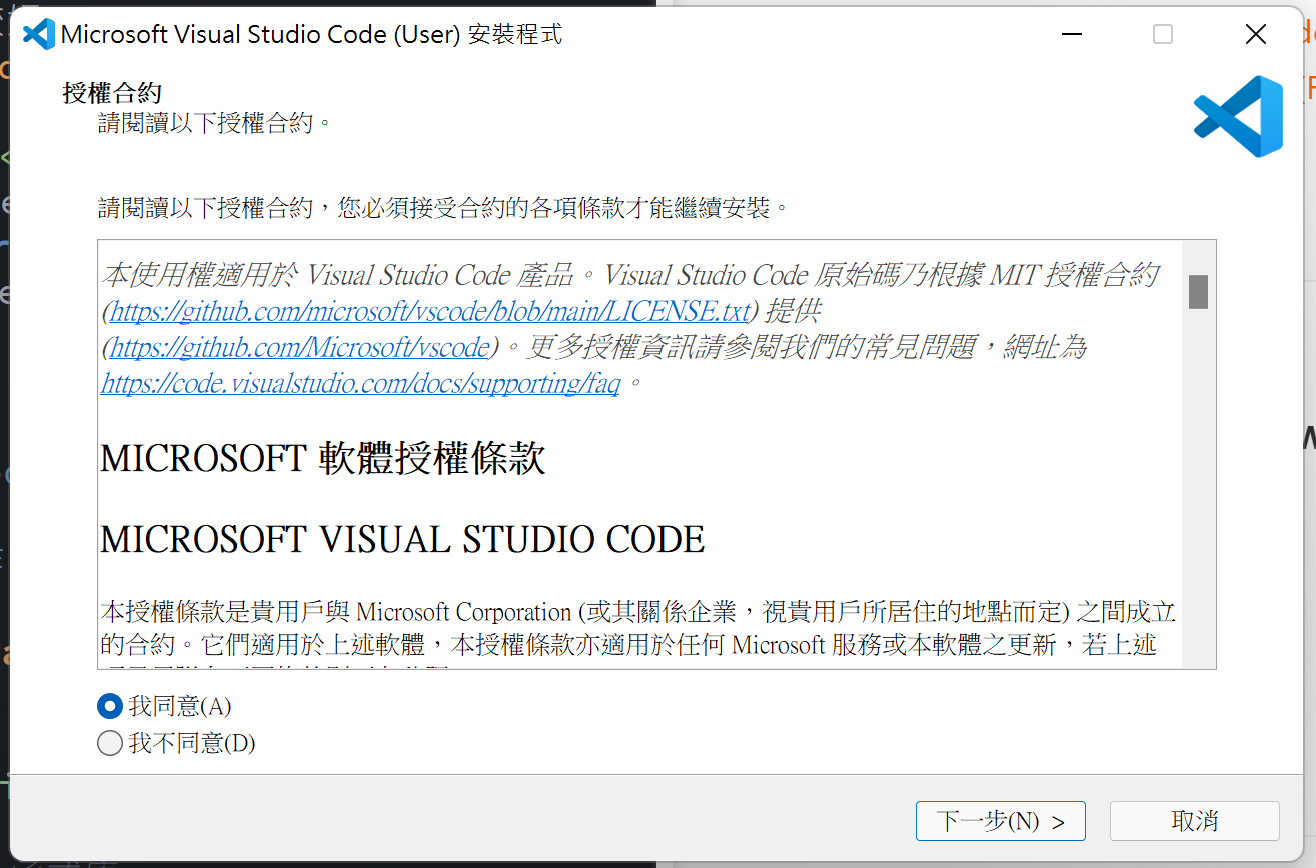 Microsoft Visual Studio Code (User) 安裝程式
授權合約
請閱讀以下授權合約。
請閱讀以下授權合約，您必須接受合約的各項條款才能繼續安裝。
本使用權適用於 Visual Studio Code 產品。Visual Studio Code 原始碼乃根據 MIT 授權合約
(https://github.com/microsoft/vscode/blob/main/LICENSE.txt) 提供
(https://github.com/Microsoft/vscode)。更多授權資訊請參閱我們的常見問題，網址為
https://code.visualstudio.com/docs/supporting/faq。
MICROSOFT 軟體授權條款
MICROSOFT VISUAL STUDIO CODE
本授權條款是貴用戶與 Microsoft Corporation (或其關係企業，視貴用戶所居住的地點而定) 之間成立
的合約。它們適用於上述軟體，本授權條款亦適用於任何 Microsoft 服務或本軟體之更新，若上述
我同意(A)
我不同意(D)
下一步(N) >
取消